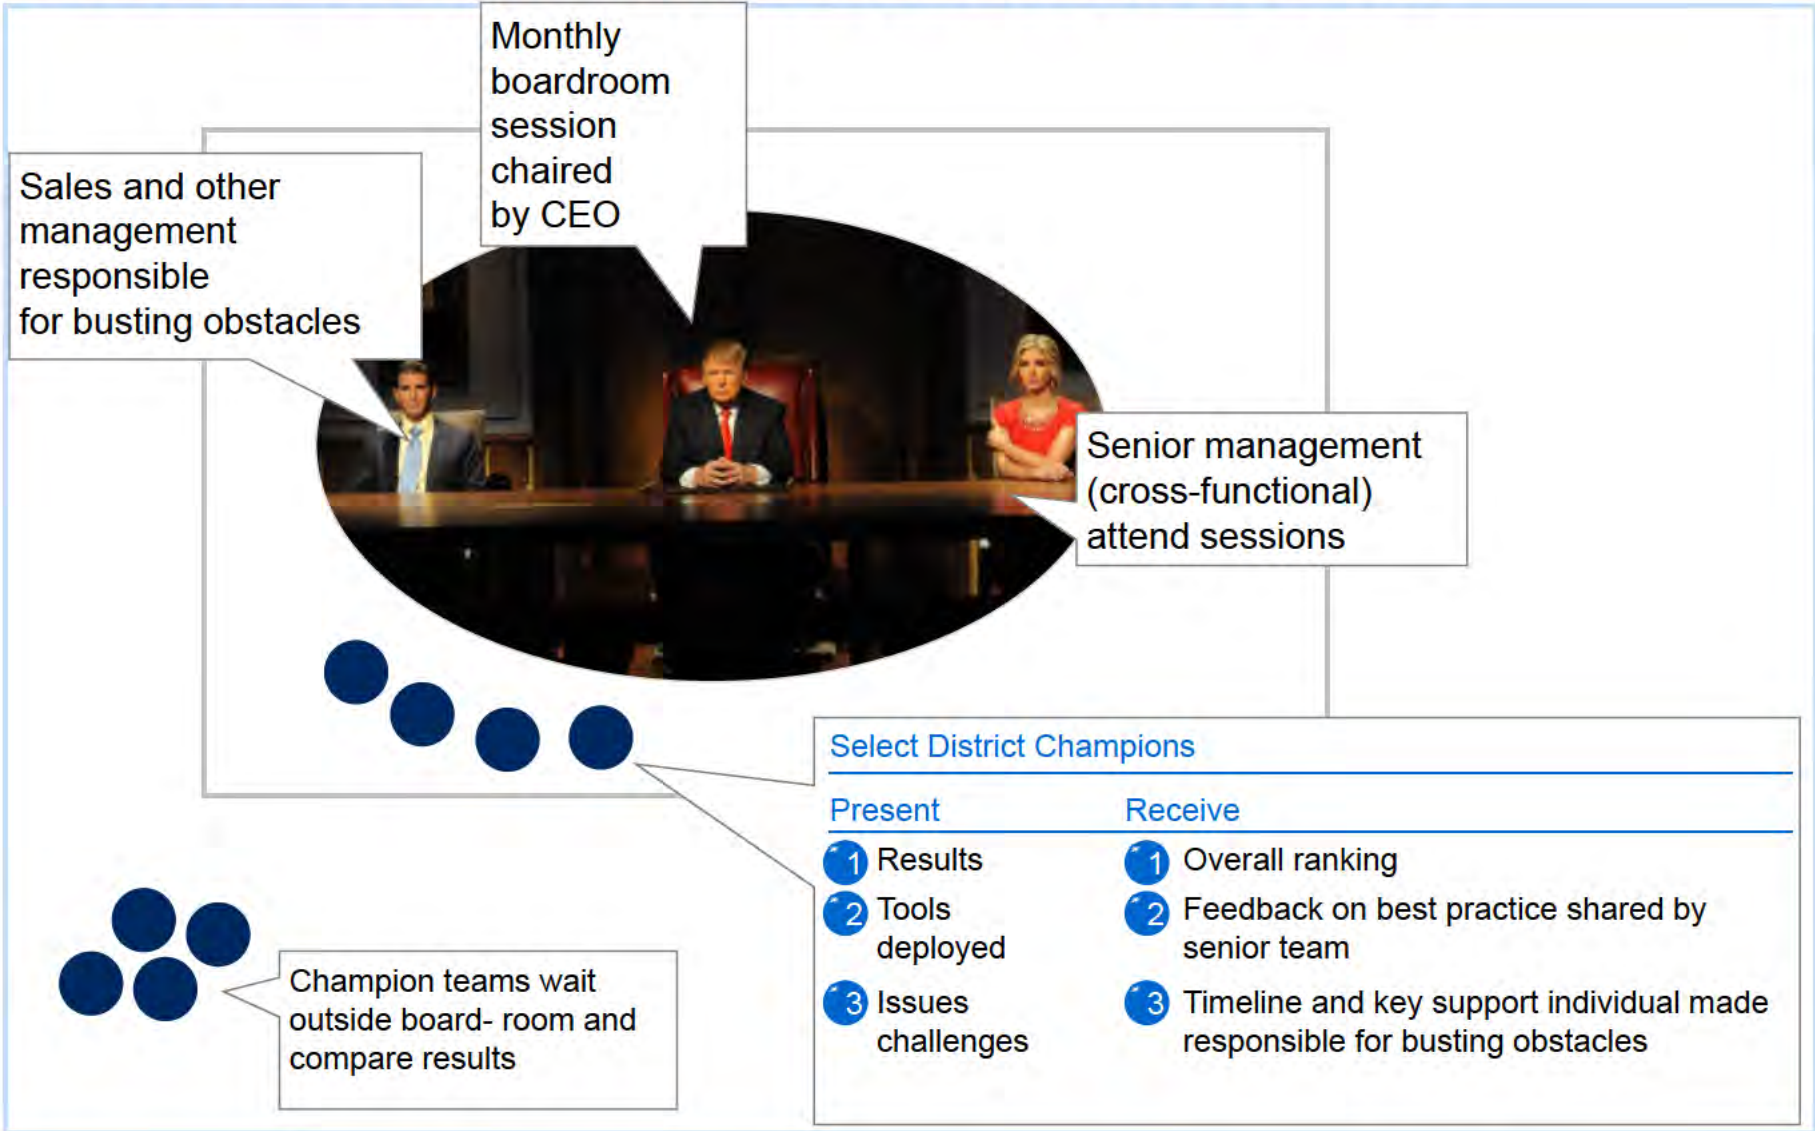 Monthly
boardroom
session
chaired
by CEO
Sales and other
management
responsible
for busting obstacles
Senior management
(cross-functional)
attend sessions
Select District Champions
Present
Receive
1 Results
1 Overall ranking
2 Tools
deployed
2 Feedback on best practice shared by
senior team
3 Issues
challenges
3 Timeline and key support individual made
responsible for busting obstacles
Champion teams wait
outside board- room and
compare results